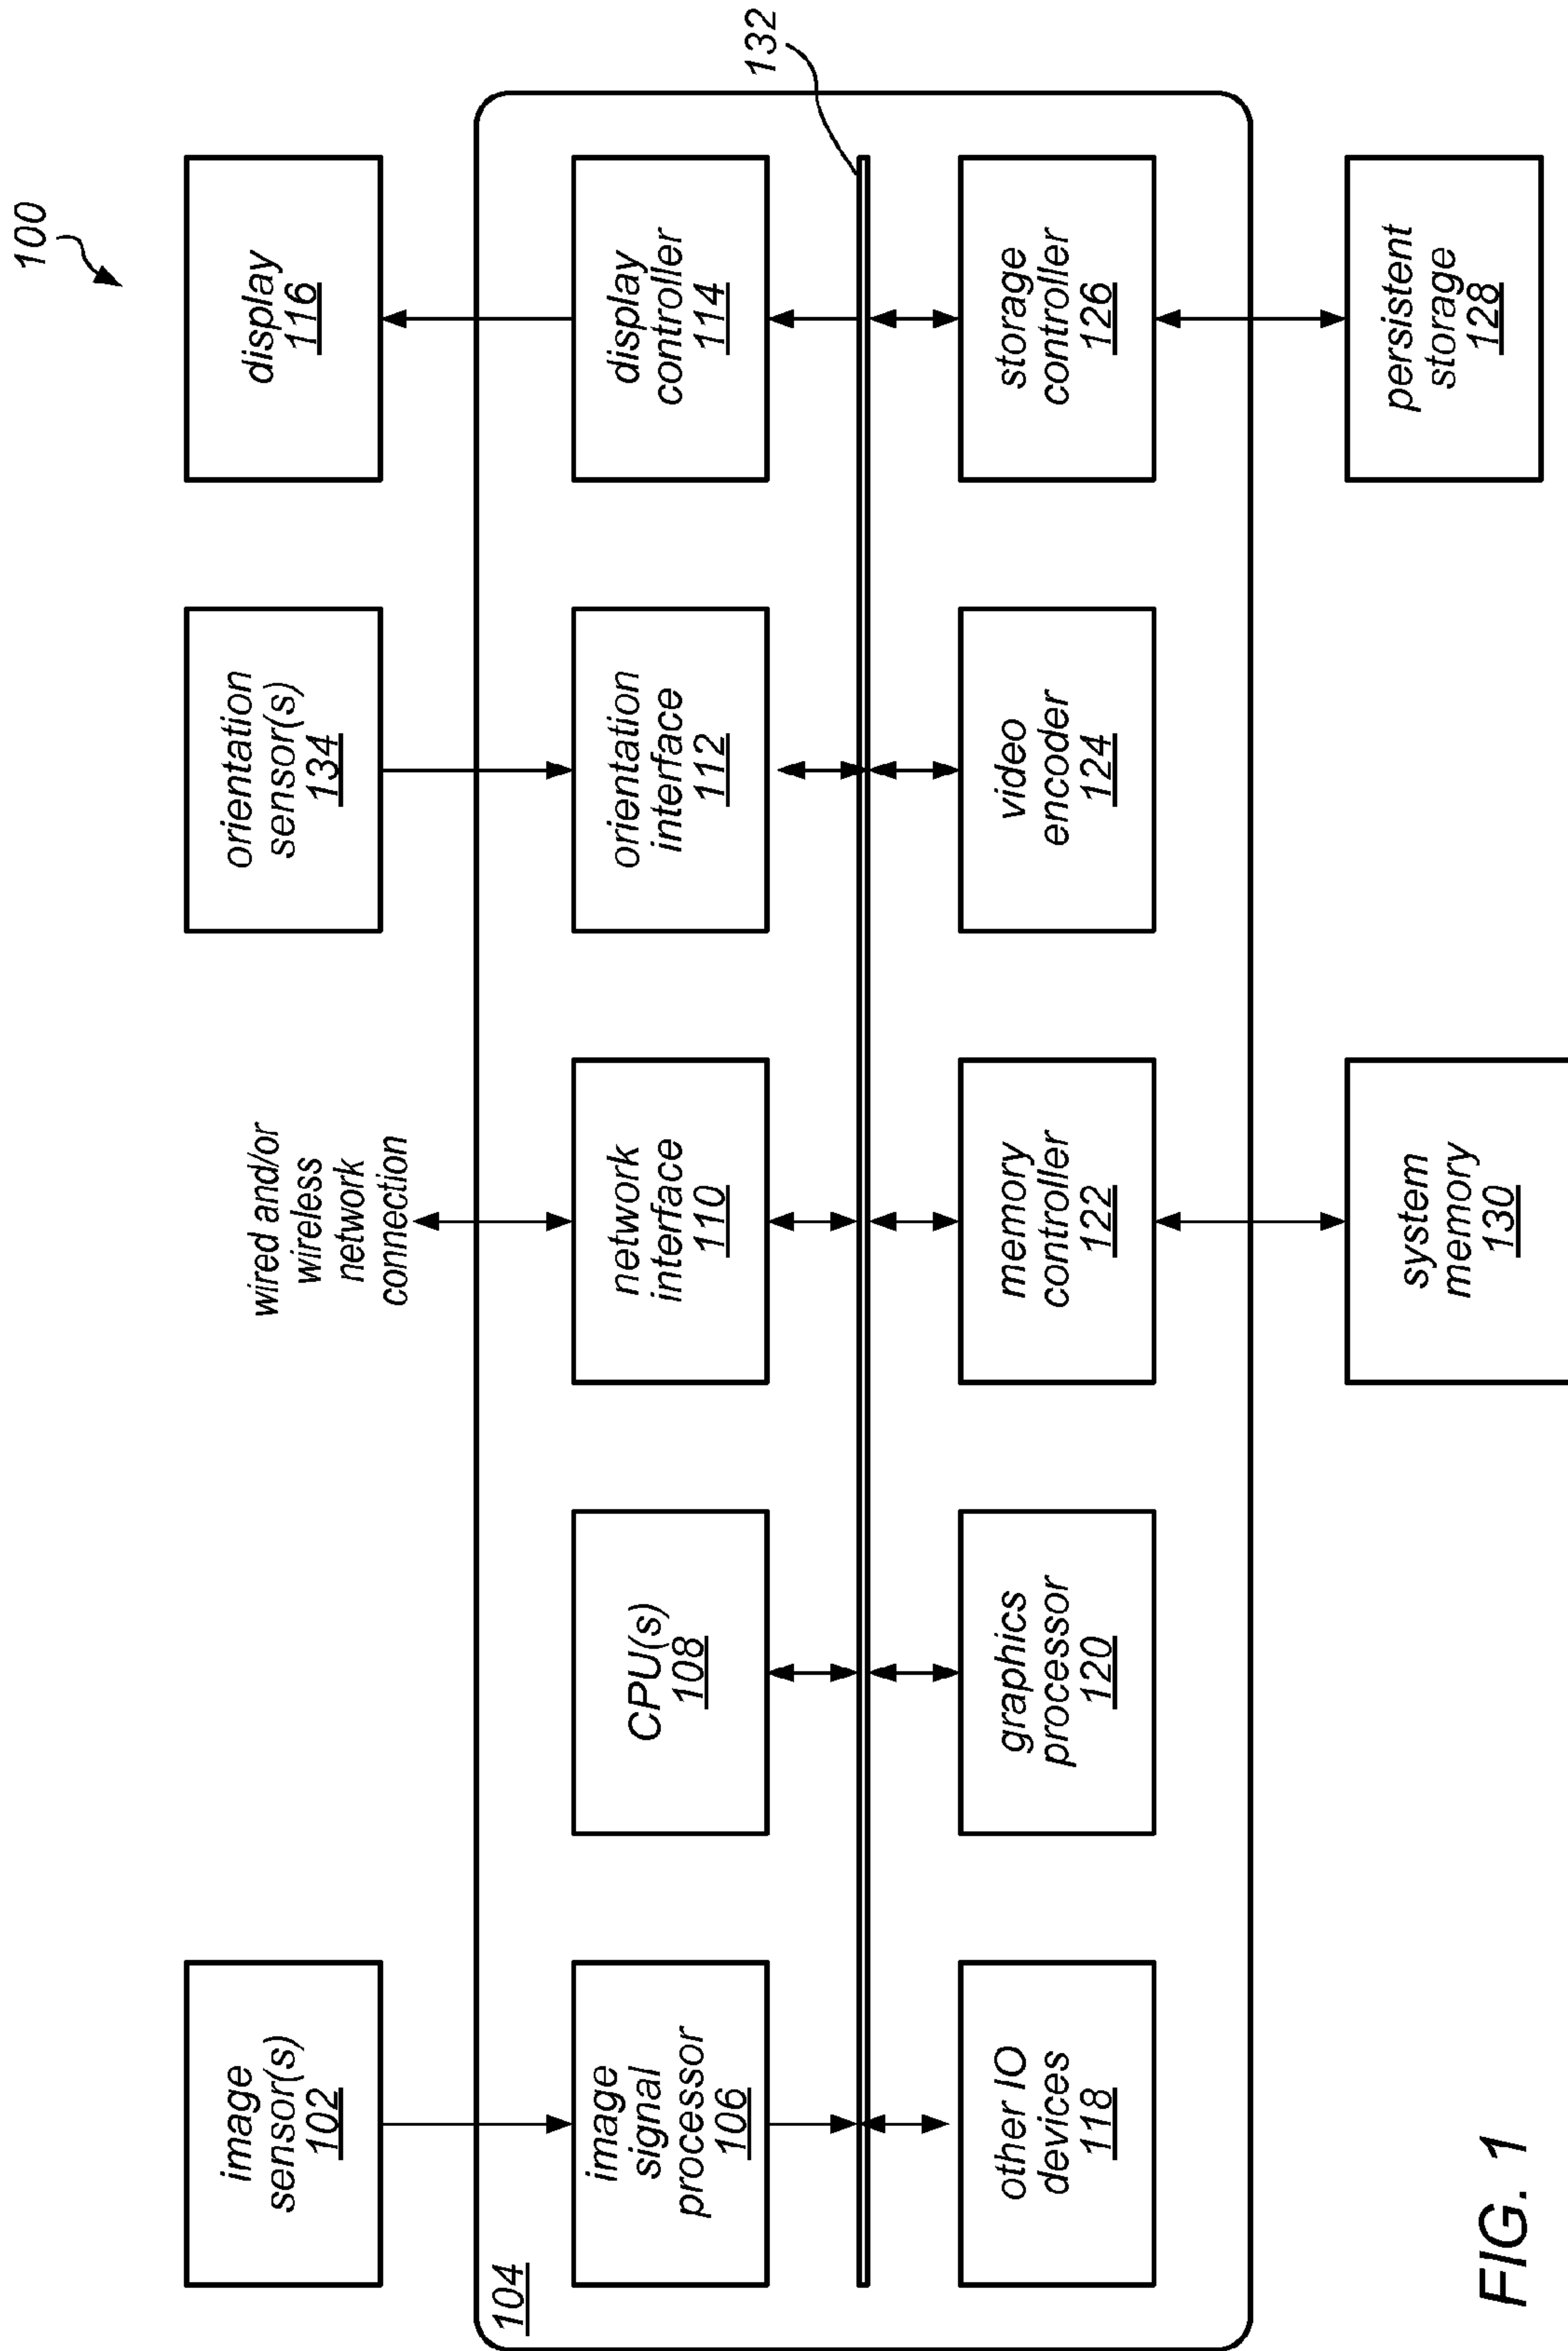 100
image
sensor(s)
102
wired and/or
wireless
network
connection
orientation
sensor(s)
134
display
116
104
image
signal
processor
106
CPU(s)
108
network
interface
110
orientation
interface
112
display
controller
114
132
other IO
devices
118
graphics
processor
120
memory
controller
122
video
encoder
124
storage
controller
126
system
memory
130
persistent
storage
128
FIG. 1